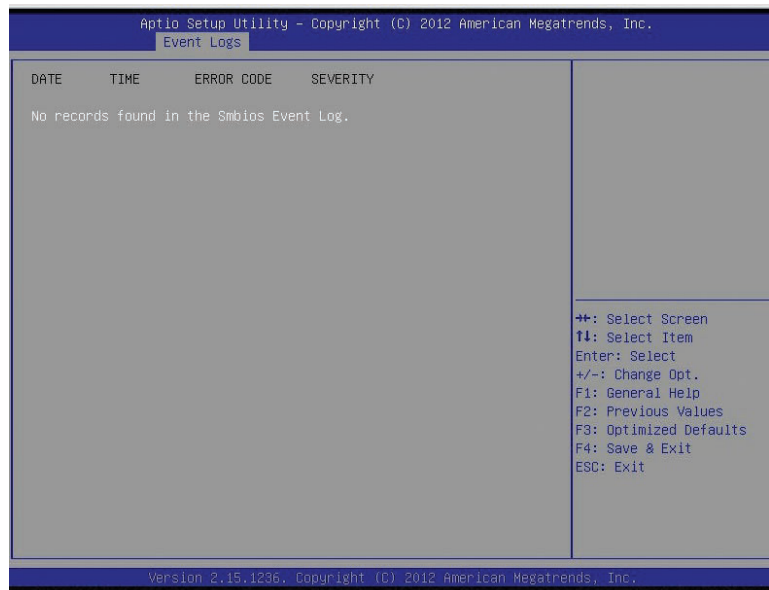 Aptio Setup Utility – Copyright (C) 2012 American Megatrends, Inc.
Event Logs
DATE TIME ERROR CODE SEVERITY
No records found in the Smbios Event Log.
→←: Select Screen
↑↓: Select Item
Enter: Select
+/-: Change Opt.
F1: General Help
F2: Previous Values
F3: Optimized Defaults
F4: Save & Exit
ESC: Exit
Version 2.15.1236. Copyright (C) 2012 American Megatrends, Inc.